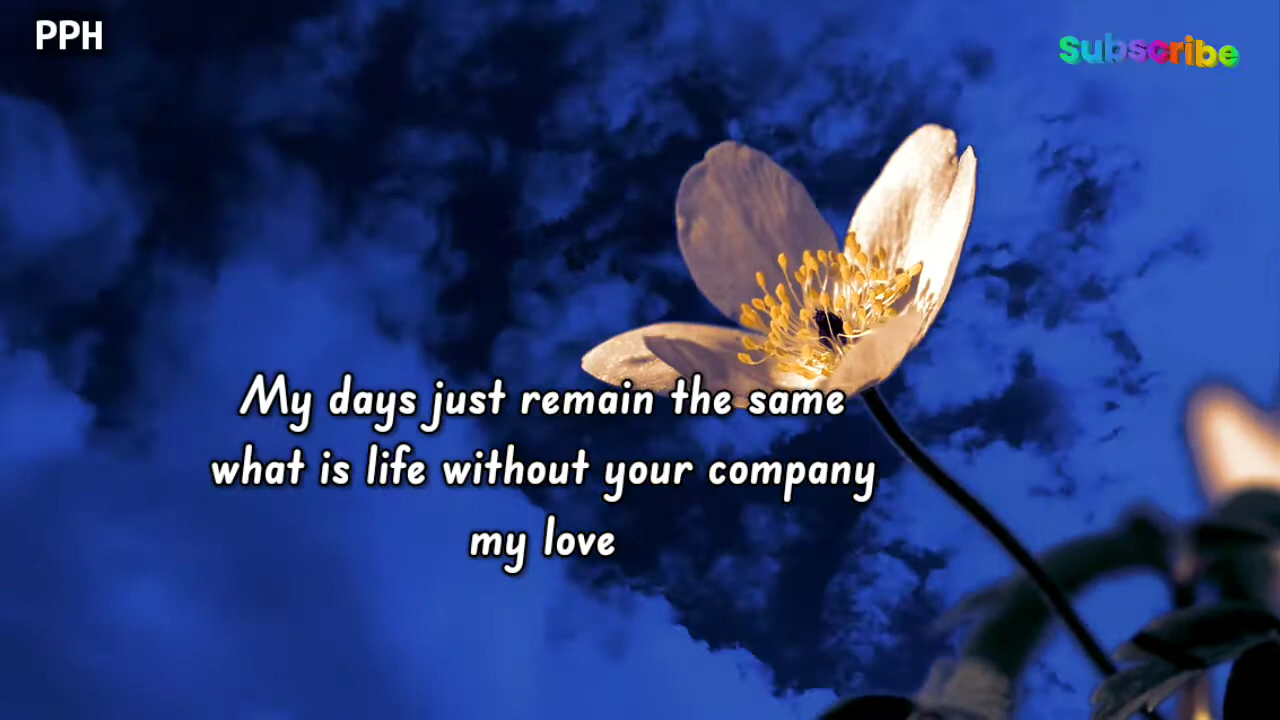 PPH
Subscribe
My days just remain the same
what is life without your company
my love